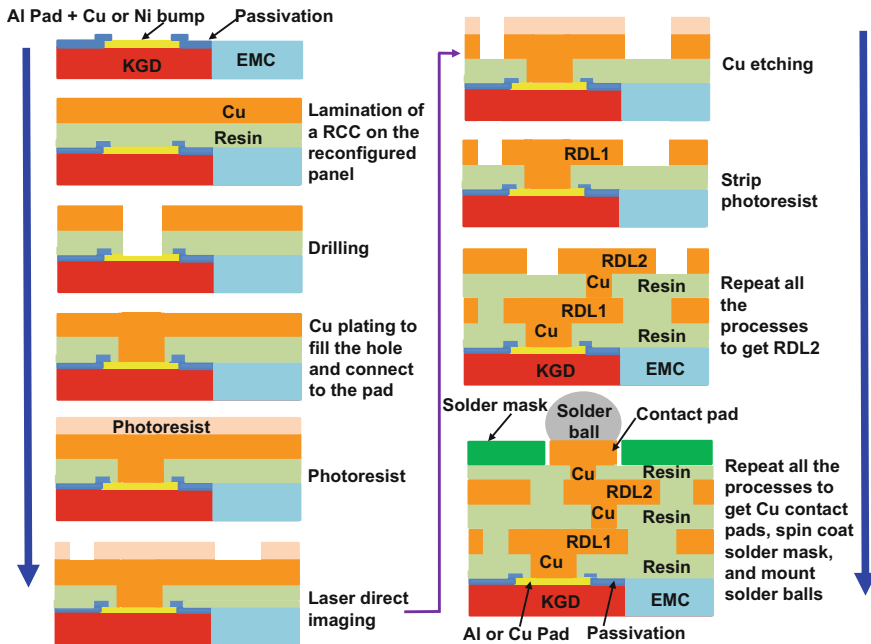 Al Pad + Cu or Ni bump
Passivation
KGD
EMC
Cu
Resin
Lamination of
a RCC on the
reconfigured
panel
Drilling
Cu plating to
fill the hole
and connect
to the pad
Photoresist
Photoresist
Laser direct
imaging
Cu etching
RDL1
Strip
photoresist
RDL2
Cu
Resin
RDL1
Cu
Resin
KGD
EMC
Repeat all
the
processes
to get RDL2
Solder mask
Solder
ball
Contact pad
Cu
Resin
RDL2
Cu
Resin
RDL1
Cu
Resin
KGD
EMC
Al or Cu Pad
Passivation
Repeat all the
processes to
get Cu contact
pads, spin coat
solder mask,
and mount
solder balls